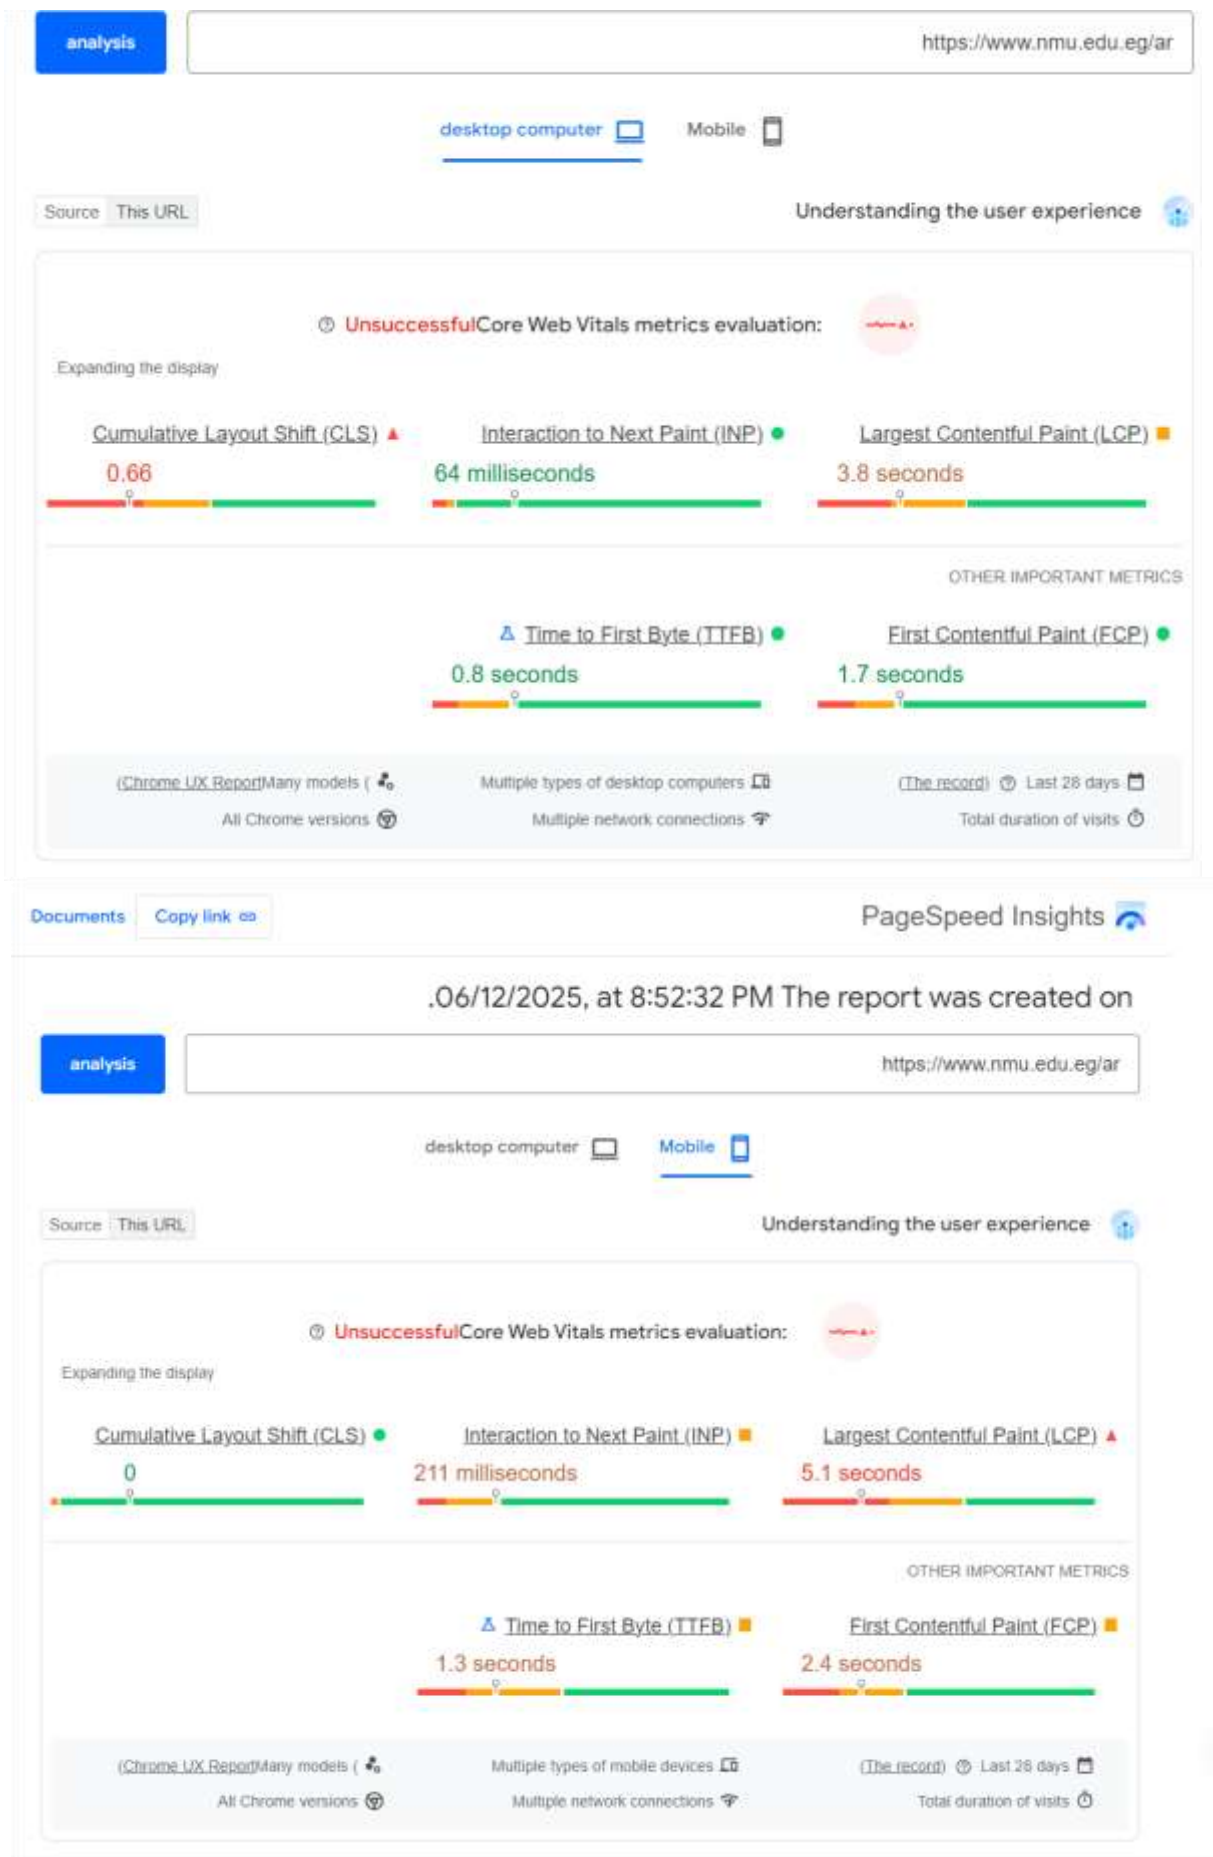 analysis
https://www.nmu.edu.eg/ar
desktop computer Mobile
Source This URL Understanding the user experience
UnsuccessfulCore Web Vitals metrics evaluation:
Expanding the display
Cumulative Layout Shift (CLS) Interaction to Next Paint (INP) Largest Contentful Paint (LCP)
0.66 64 milliseconds 3.8 seconds
OTHER IMPORTANT METRICS
Time to First Byte (TTFB) First Contentful Paint (FCP)
0.8 seconds 1.7 seconds
(Chrome UX ReportMany models ( Multiple types of desktop computers (The record) Last 28 days
All Chrome versions Multiple network connections Total duration of visits
Documents Copy link PageSpeed Insights
.06/12/2025, at 8:52:32 PM The report was created on
analysis https://www.nmu.edu.eg/ar
desktop computer Mobile
Source This URL Understanding the user experience
UnsuccessfulCore Web Vitals metrics evaluation:
Expanding the display
Cumulative Layout Shift (CLS) Interaction to Next Paint (INP) Largest Contentful Paint (LCP)
0 211 milliseconds 5.1 seconds
OTHER IMPORTANT METRICS
Time to First Byte (TTFB) First Contentful Paint (FCP)
1.3 seconds 2.4 seconds
(Chrome UX ReportMany models ( Multiple types of mobile devices (The record) Last 28 days
All Chrome versions Multiple network connections Total duration of visits